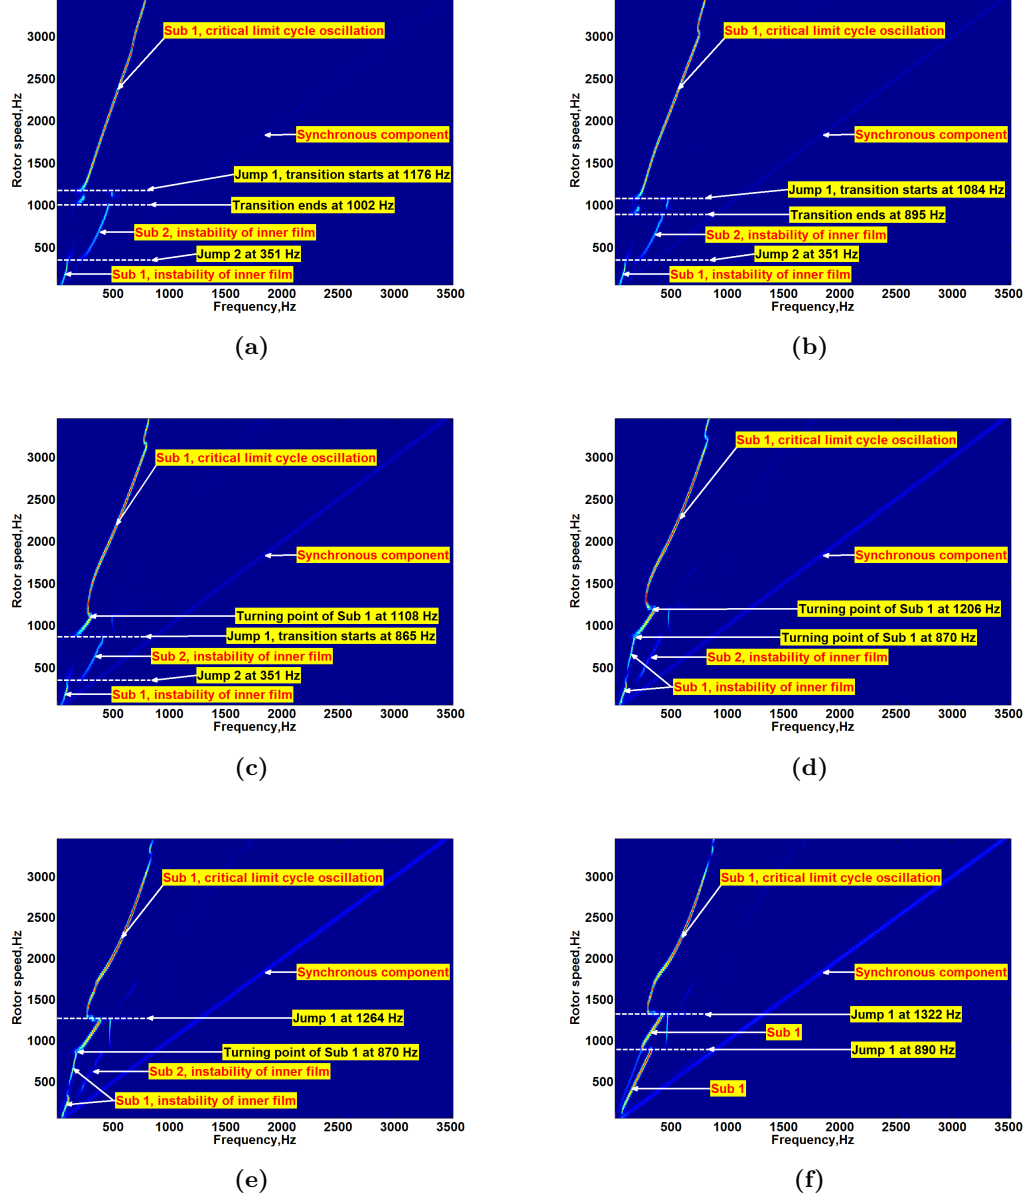 3000
2500
2000
1500
1000
500
Rotor speed,Hz
Sub 1, critical limit cycle oscillation
Synchronous component
Jump 1, transition starts at 1176 Hz
Transition ends at 1002 Hz
Sub 2, instability of inner film
Jump 2 at 351 Hz
Sub 1, instability of inner film
500 1000 1500 2000 2500 3000 3500
Frequency,Hz
(a)
3000
2500
2000
1500
1000
500
Rotor speed,Hz
Sub 1, critical limit cycle oscillation
Synchronous component
Jump 1, transition starts at 1084 Hz
Transition ends at 895 Hz
Sub 2, instability of inner film
Jump 2 at 351 Hz
Sub 1, instability of inner film
500 1000 1500 2000 2500 3000 3500
Frequency,Hz
(b)
3000
2500
2000
1500
1000
500
Rotor speed,Hz
Sub 1, critical limit cycle oscillation
Synchronous component
Turning point of Sub 1 at 1108 Hz
Jump 1, transition starts at 865 Hz
Sub 2, instability of inner film
Jump 2 at 351 Hz
Sub 1, instability of inner film
500 1000 1500 2000 2500 3000 3500
Frequency,Hz
(c)
3000
2500
2000
1500
1000
500
Rotor speed,Hz
Sub 1, critical limit cycle oscillation
Synchronous component
Turning point of Sub 1 at 1206 Hz
Turning point of Sub 1 at 870 Hz
Sub 2, instability of inner film
Sub 1, instability of inner film
500 1000 1500 2000 2500 3000 3500
Frequency,Hz
(d)
3000
2500
2000
1500
1000
500
Rotor speed,Hz
Sub 1, critical limit cycle oscillation
Synchronous component
Jump 1 at 1264 Hz
Turning point of Sub 1 at 870 Hz
Sub 2, instability of inner film
Sub 1, instability of inner film
500 1000 1500 2000 2500 3000 3500
Frequency,Hz
(e)
3000
2500
2000
1500
1000
500
Rotor speed,Hz
Sub 1, critical limit cycle oscillation
Synchronous component
Jump 1 at 1322 Hz
Sub 1
Jump 1 at 890 Hz
Sub 1
500 1000 1500 2000 2500 3000 3500
Frequency,Hz
(f)